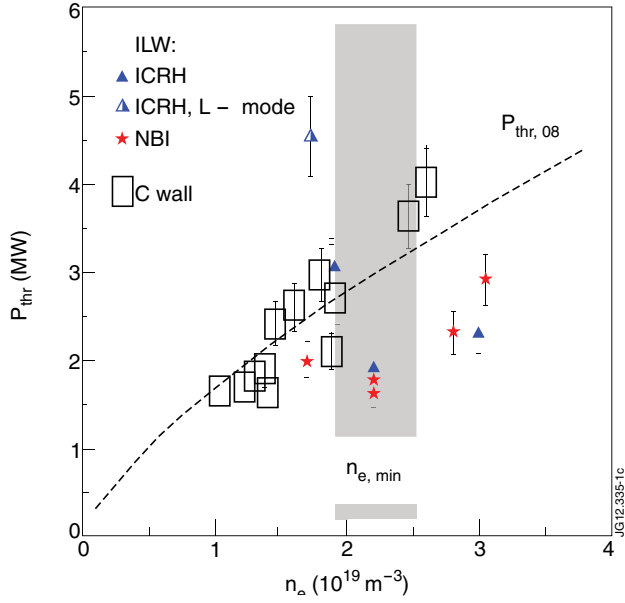 6
5
4
3
2
1
0
P_thr (MW)
ILW:
ICRH
ICRH, L – mode
NBI
C wall
P_thr, 08
n_e, min
0
1
2
3
4
n_e (10^19 m^–3)
JG12.335-1c